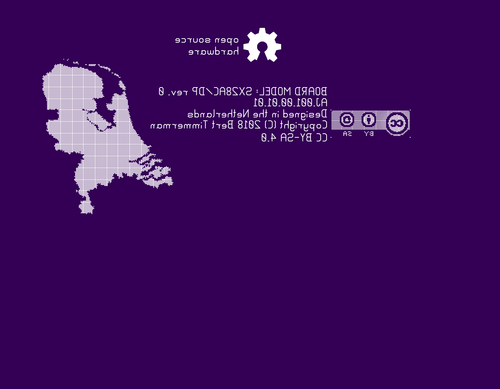 open source
hardware
BOARD MODEL: SX28AC/DP rev. 0
AJ.001.00.01.01
Designed in the Netherlands
Copyright (C) 2018 Bert Timmerman
CC BY-SA 4.0
cc
BY SA